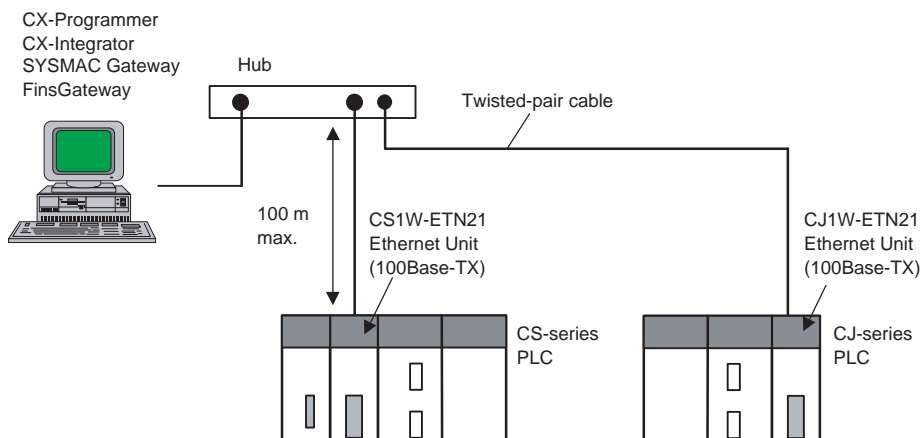 CX-Programmer
CX-Integrator
SYSMAC Gateway
FinsGateway
Hub
Twisted-pair cable
100 m
max.
CS1W-ETN21
Ethernet Unit
(100Base-TX)
CJ1W-ETN21
Ethernet Unit
(100Base-TX)
CS-series
PLC
CJ-series
PLC